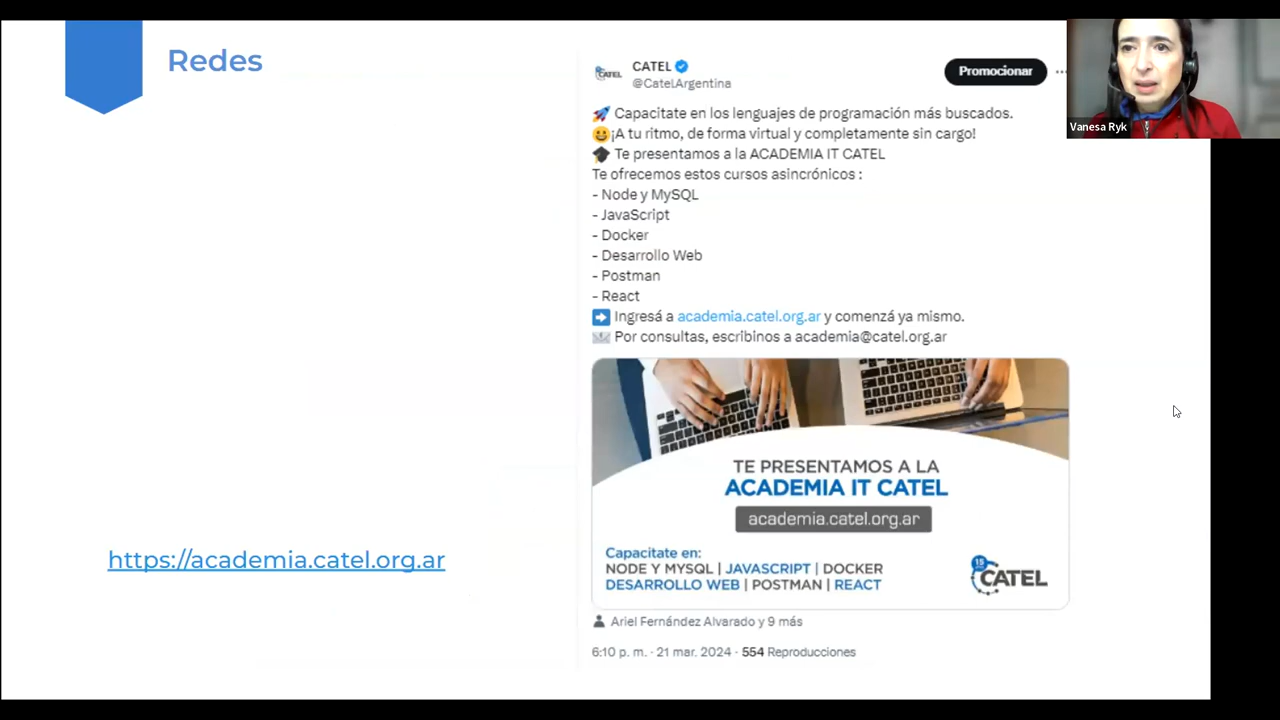 Redes
CATEL
@CatelArgentina
Promocionar
Vanesa Ryk
🚀 Capacitate en los lenguajes de programación más buscados.
😀¡A tu ritmo, de forma virtual y completamente sin cargo!
🎓 Te presentamos a la ACADEMIA IT CATEL
Te ofrecemos estos cursos asincrónicos :
- Node y MySQL
- JavaScript
- Docker
- Desarrollo Web
- Postman
- React
➡️ Ingresá a academia.catel.org.ar y comenzá ya mismo.
📧 Por consultas, escribinos a academia@catel.org.ar
TE PRESENTAMOS A LA
ACADEMIA IT CATEL
academia.catel.org.ar
Capacitate en:
NODE Y MYSQL | JAVASCRIPT | DOCKER
DESARROLLO WEB | POSTMAN | REACT
15
CATEL
Ariel Fernández Alvarado y 9 más
6:10 p. m. · 21 mar. 2024 · 554 Reproducciones
https://academia.catel.org.ar